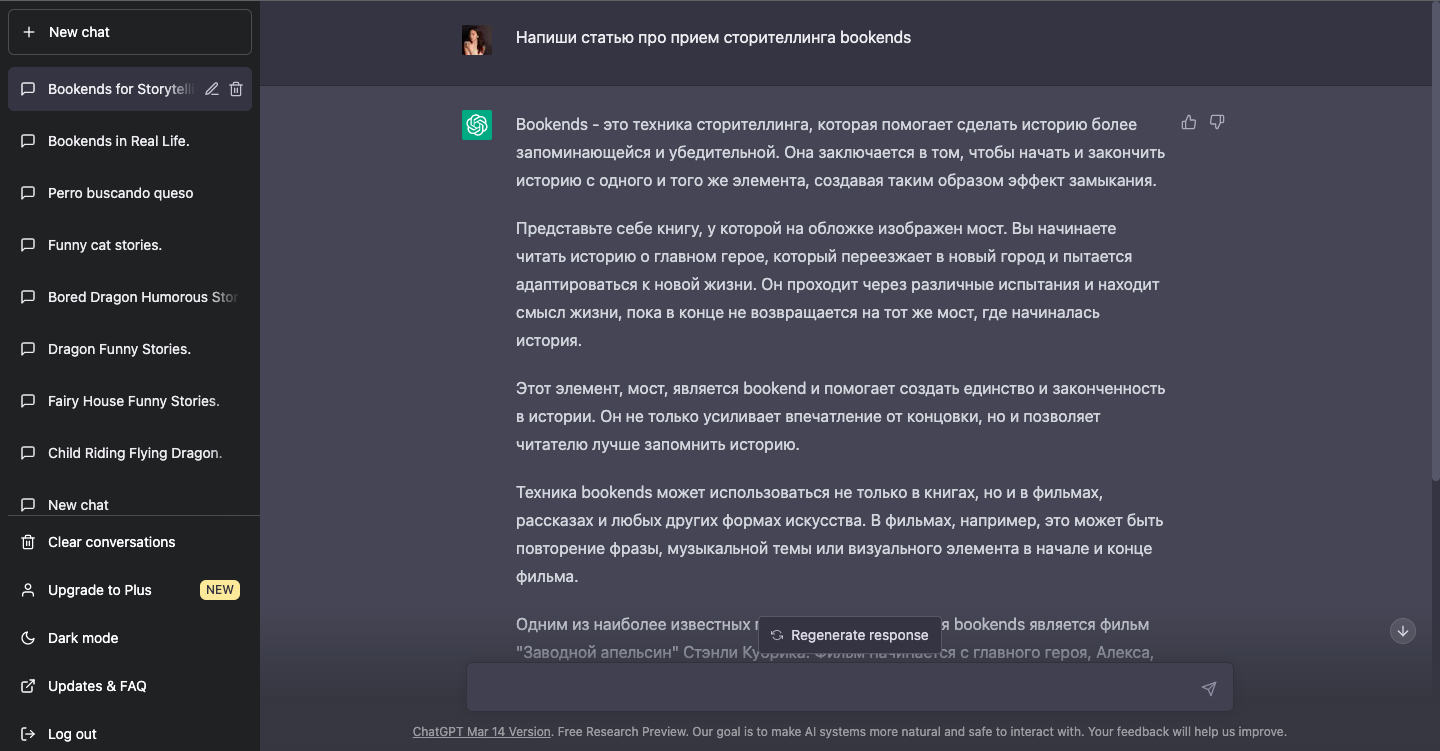 New chat
Bookends for Storytelli
Bookends in Real Life.
Perro buscando queso
Funny cat stories.
Bored Dragon Humorous Stor
Dragon Funny Stories.
Fairy House Funny Stories.
Child Riding Flying Dragon.
New chat
Clear conversations
Upgrade to Plus NEW
Dark mode
Updates & FAQ
Log out
Напиши статью про прием сторителлинга bookends
Bookends - это техника сторителлинга, которая помогает сделать историю более
запоминающейся и убедительной. Она заключается в том, чтобы начать и закончить
историю с одного и того же элемента, создавая таким образом эффект замыкания.
Представьте себе книгу, у которой на обложке изображен мост. Вы начинаете
читать историю о главном герое, который переезжает в новый город и пытается
адаптироваться к новой жизни. Он проходит через различные испытания и находит
смысл жизни, пока в конце не возвращается на тот же мост, где начиналась
история.
Этот элемент, мост, является bookend и помогает создать единство и законченность
в истории. Он не только усиливает впечатление от концовки, но и позволяет
читателю лучше запомнить историю.
Техника bookends может использоваться не только в книгах, но и в фильмах,
рассказах и любых других формах искусства. В фильмах, например, это может быть
повторение фразы, музыкальной темы или визуального элемента в начале и конце
фильма.
Одним из наиболее известных bookends является фильм
"Заводной апельсин" Стэнли Кубрика. Фильм начинается с главного героя, Алекса,
Regenerate response
ChatGPT Mar 14 Version. Free Research Preview. Our goal is to make AI systems more natural and safe to interact with. Your feedback will help us improve.